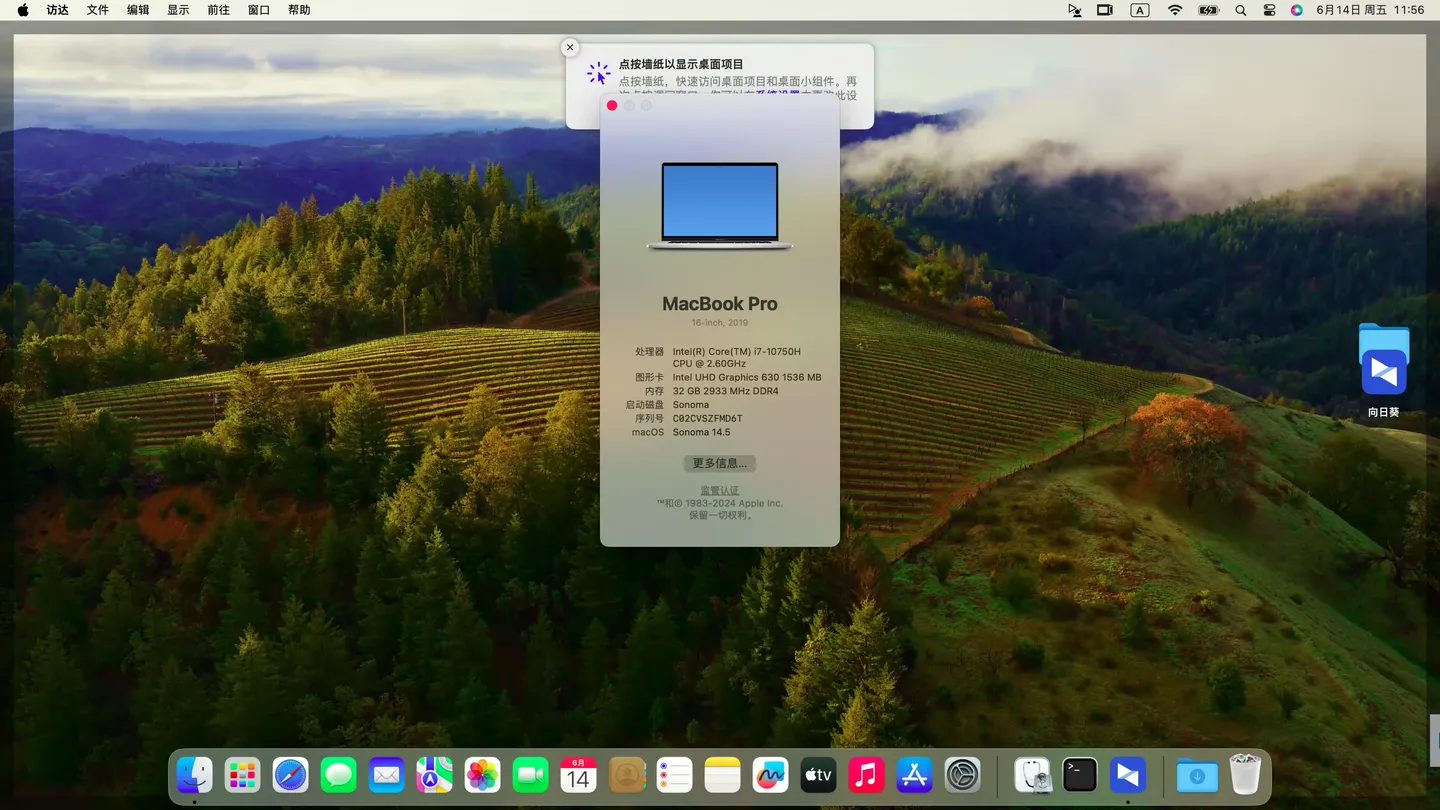 访达 文件 编辑 显示 前往 窗口 帮助
A
6月14日 周五 11:56
点按墙纸以显示桌面项目
点按墙纸，快速访问桌面项目和桌面小组件。再
MacBook Pro
16-inch, 2019
处理器 Intel(R) Core(TM) i7-10750H
CPU @ 2.60GHz
图形卡 Intel UHD Graphics 630 1536 MB
内存 32 GB 2933 MHz DDR4
启动磁盘 Sonoma
序列号 C02CVSZFMD6T
macOS Sonoma 14.5
更多信息...
监管认证
™和© 1983-2024 Apple Inc.
保留一切权利。
向日葵
6月
14
tv
>_